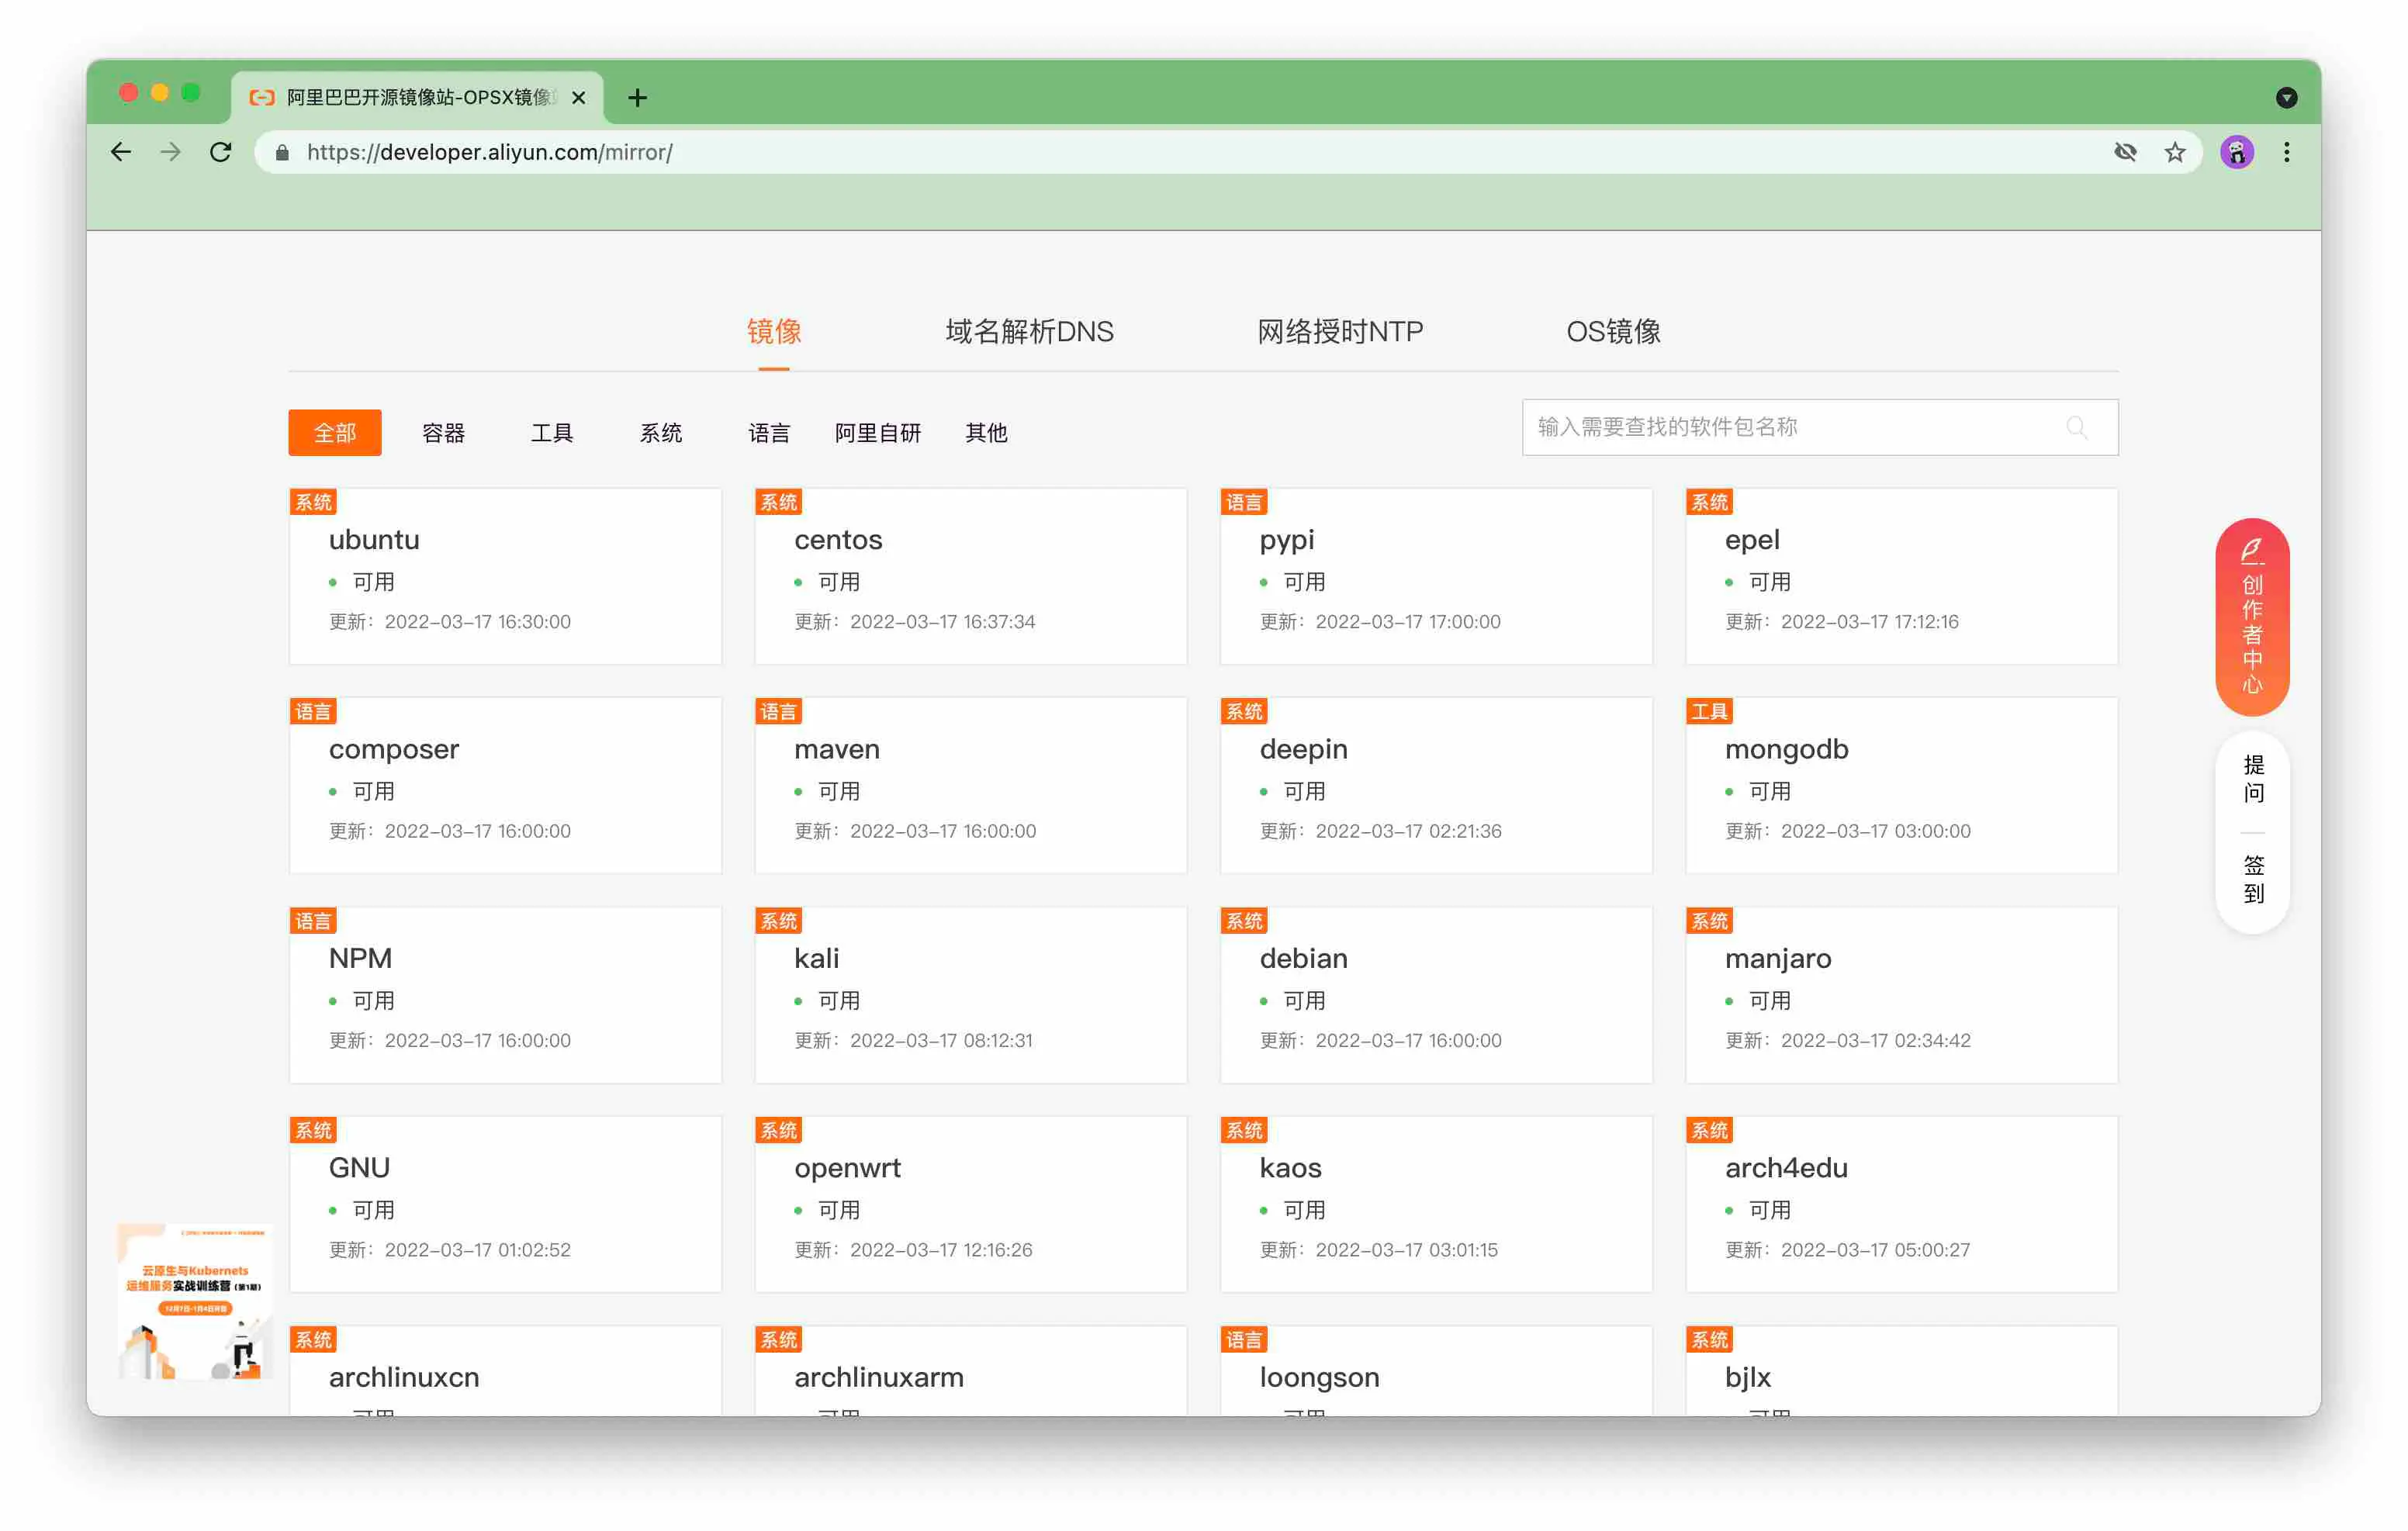 阿里巴巴开源镜像站-OPSX镜像
https://developer.aliyun.com/mirror/
镜像
域名解析DNS
网络授时NTP
OS镜像
全部
容器
工具
系统
语言
阿里自研
其他
输入需要查找的软件包名称
系统
ubuntu
可用
更新：2022-03-17 16:30:00
系统
centos
可用
更新：2022-03-17 16:37:34
语言
pypi
可用
更新：2022-03-17 17:00:00
系统
epel
可用
更新：2022-03-17 17:12:16
语言
composer
可用
更新：2022-03-17 16:00:00
语言
maven
可用
更新：2022-03-17 16:00:00
系统
deepin
可用
更新：2022-03-17 02:21:36
工具
mongodb
可用
更新：2022-03-17 03:00:00
语言
NPM
可用
更新：2022-03-17 16:00:00
系统
kali
可用
更新：2022-03-17 08:12:31
系统
debian
可用
更新：2022-03-17 16:00:00
系统
manjaro
可用
更新：2022-03-17 02:34:42
系统
GNU
可用
更新：2022-03-17 01:02:52
系统
openwrt
可用
更新：2022-03-17 12:16:26
系统
kaos
可用
更新：2022-03-17 03:01:15
系统
arch4edu
可用
更新：2022-03-17 05:00:27
系统
archlinuxcn
系统
archlinuxarm
语言
loongson
系统
bjlx
创作者中心
提问
签到
云原生与Kubernets
运维服务实战训练营（第1期）
12月7日-1月4日开营